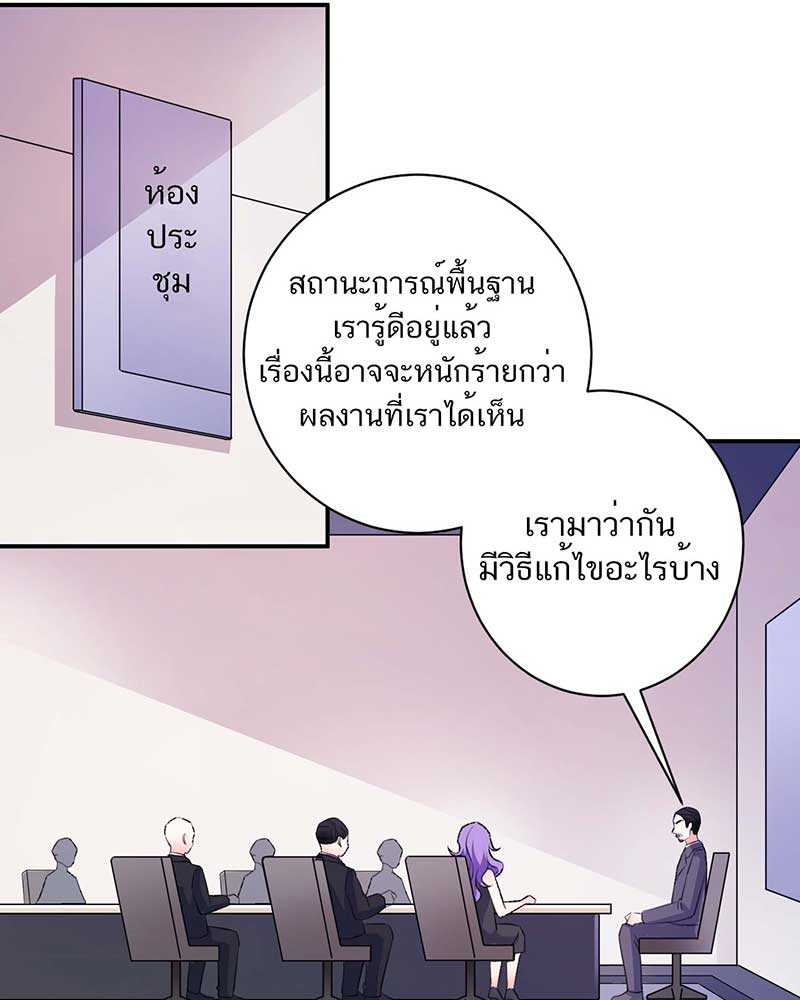 ห้อง
ประ
ชุม
สถานะการณ์พื้นฐาน
เรารู้ดีอยู่แล้ว
เรื่องนี้อาจจะหนักร้ายกว่า
ผลงานที่เราได้เห็น
เรามาว่ากัน
มีวิธีแก้ไขอะไรบ้าง